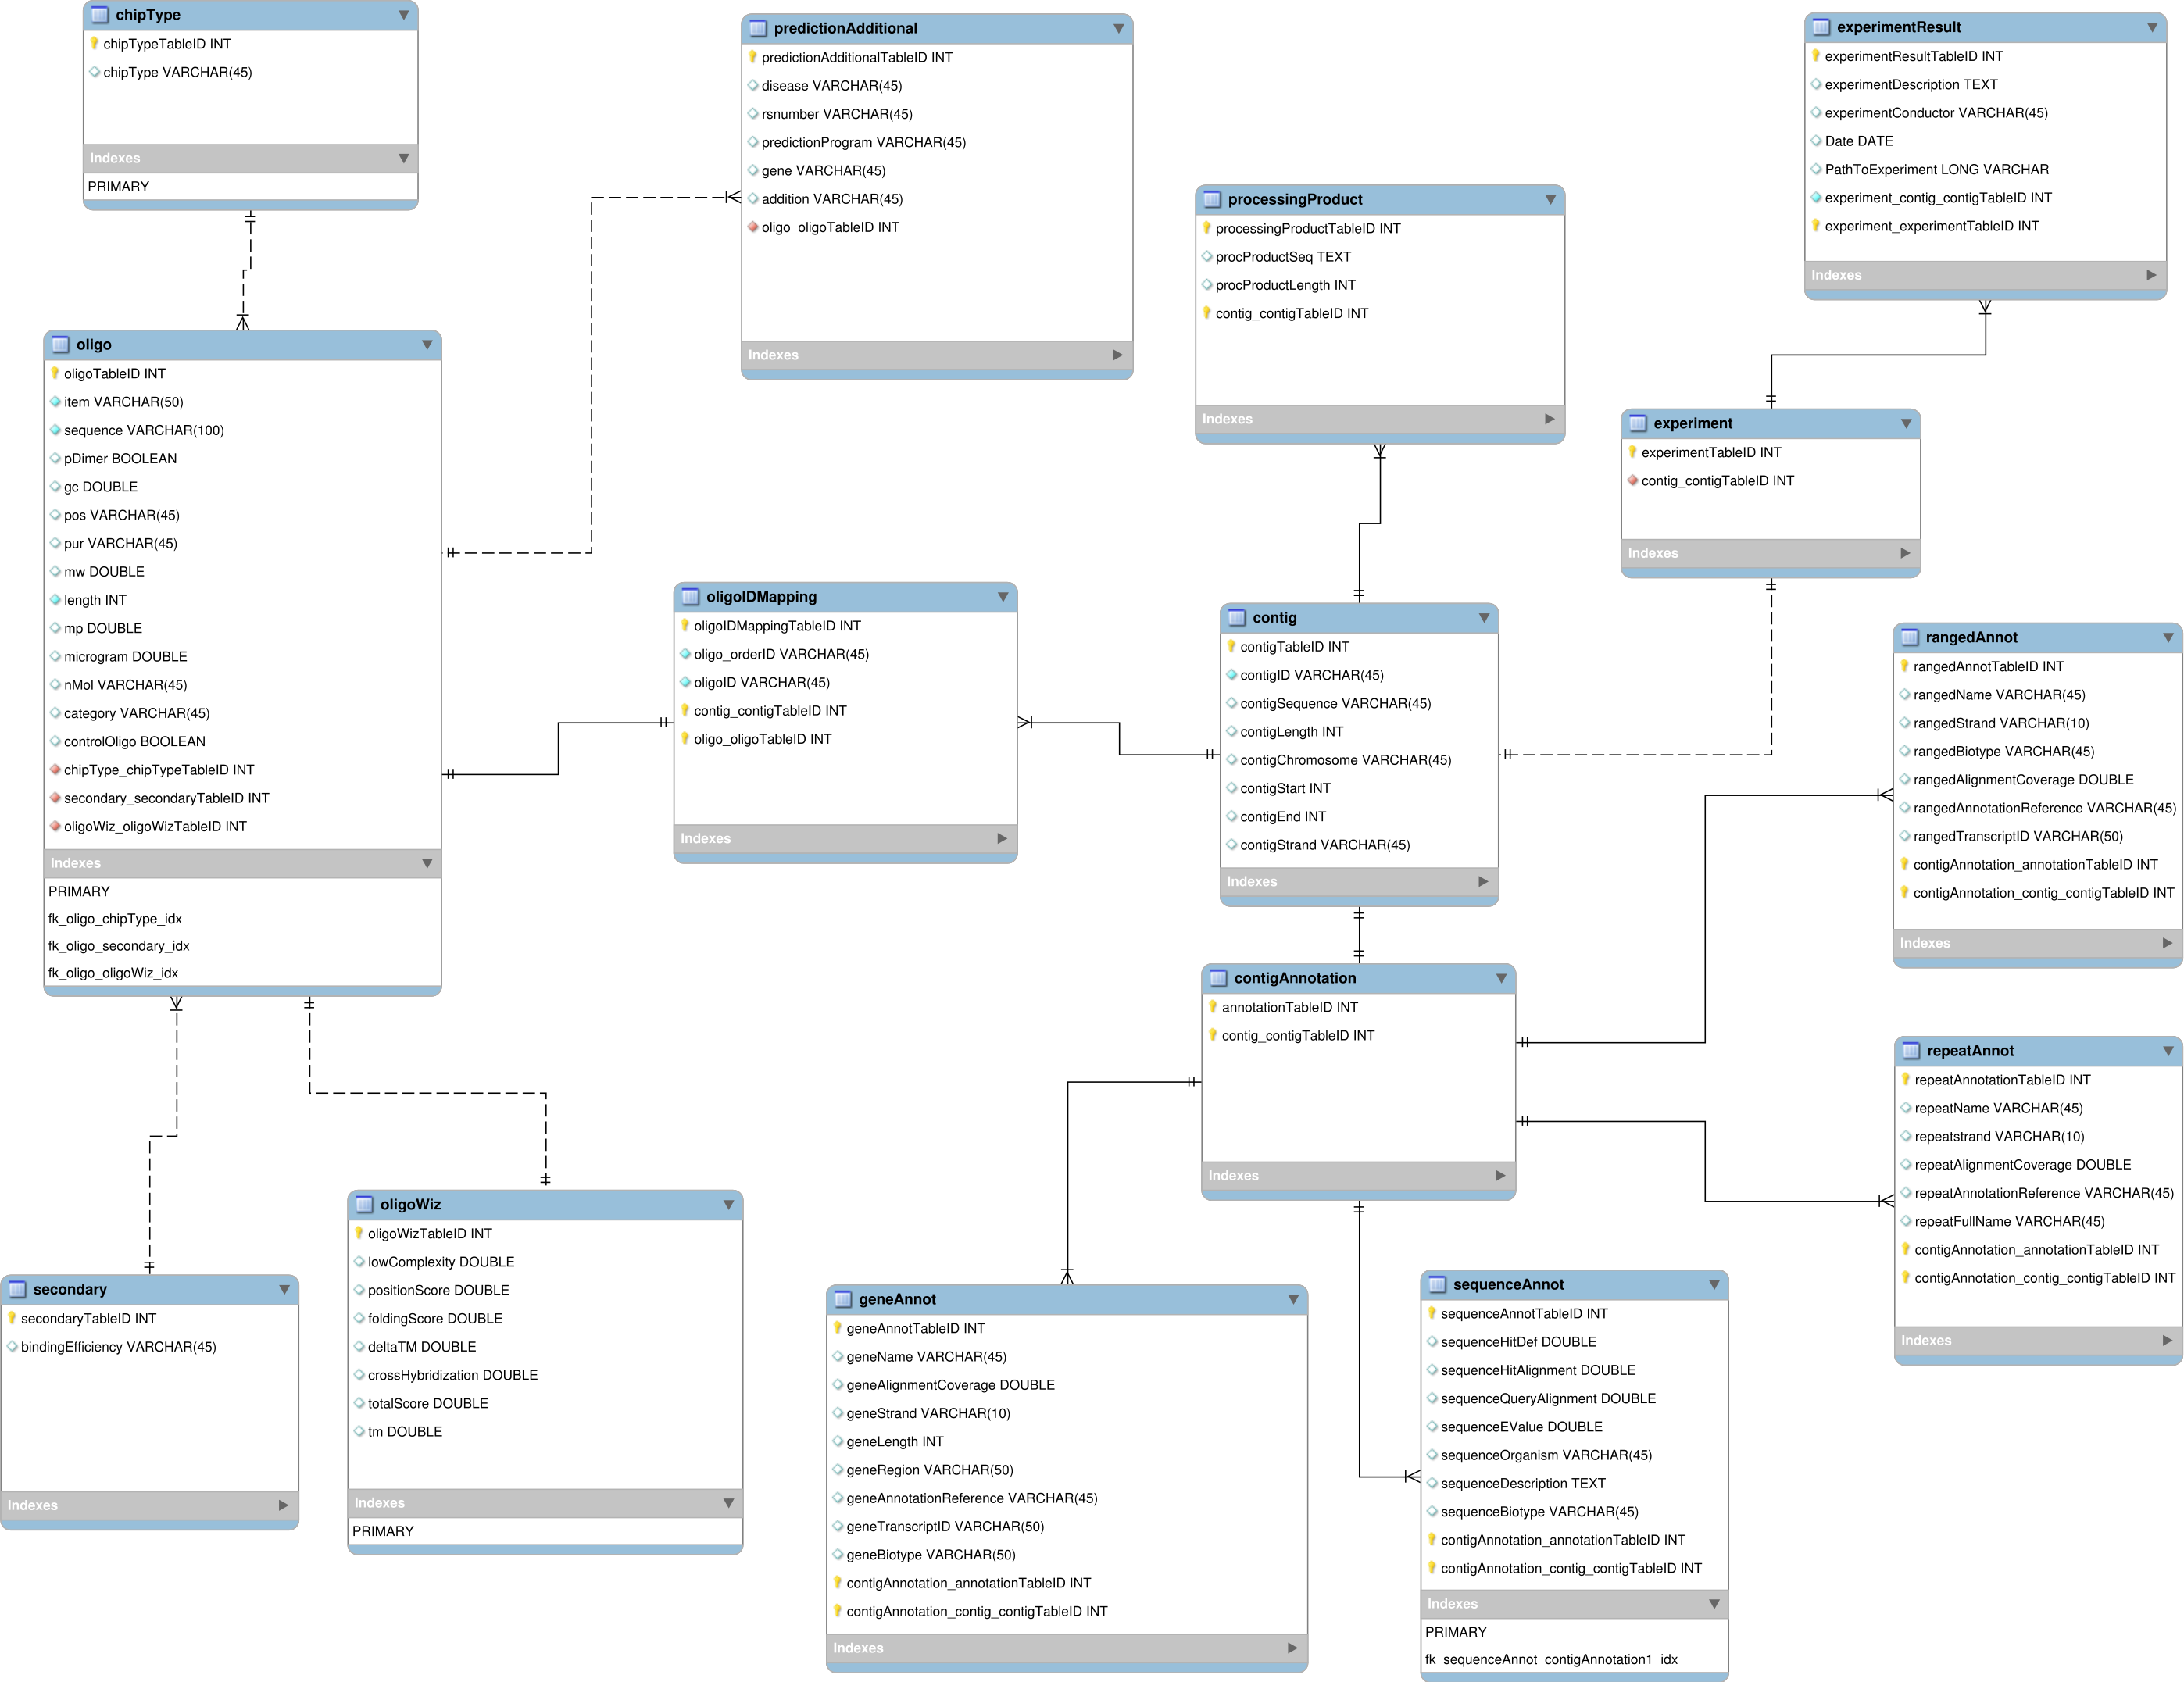 chipType
chipTypeTableID INT
chipType VARCHAR(45)
Indexes
PRIMARY
predictionAdditional
predictionAdditionalTableID INT
disease VARCHAR(45)
rsnumber VARCHAR(45)
predictionProgram VARCHAR(45)
gene VARCHAR(45)
addition VARCHAR(45)
oligo_oligoTableID INT
Indexes
experimentResult
experimentResultTableID INT
experimentDescription TEXT
experimentConductor VARCHAR(45)
Date DATE
PathToExperiment LONG VARCHAR
experiment_contig_contigTableID INT
experiment_experimentTableID INT
Indexes
processingProduct
processingProductTableID INT
procProductSeq TEXT
procProductLength INT
contig_contigTableID INT
Indexes
oligo
oligoTableID INT
item VARCHAR(50)
sequence VARCHAR(100)
pDimer BOOLEAN
gc DOUBLE
pos VARCHAR(45)
pur VARCHAR(45)
mw DOUBLE
length INT
mp DOUBLE
microgram DOUBLE
nMol VARCHAR(45)
category VARCHAR(45)
controlOligo BOOLEAN
chipType_chipTypeTableID INT
secondary_secondaryTableID INT
oligoWiz_oligoWizTableID INT
Indexes
PRIMARY
fk_oligo_chipType_idx
fk_oligo_secondary_idx
fk_oligo_oligoWiz_idx
experiment
experimentTableID INT
contig_contigTableID INT
Indexes
oligoIDMapping
oligoIDMappingTableID INT
oligo_orderID VARCHAR(45)
oligoID VARCHAR(45)
contig_contigTableID INT
oligo_oligoTableID INT
Indexes
contig
contigTableID INT
contigID VARCHAR(45)
contigSequence VARCHAR(45)
contigLength INT
contigChromosome VARCHAR(45)
contigStart INT
contigEnd INT
contigStrand VARCHAR(45)
Indexes
rangedAnnot
rangedAnnotTableID INT
rangedName VARCHAR(45)
rangedStrand VARCHAR(10)
rangedBiotype VARCHAR(45)
rangedAlignmentCoverage DOUBLE
rangedAnnotationReference VARCHAR(45)
rangedTranscriptID VARCHAR(50)
contigAnnotation_annotationTableID INT
contigAnnotation_contig_contigTableID INT
Indexes
contigAnnotation
annotationTableID INT
contig_contigTableID INT
Indexes
repeatAnnot
repeatAnnotationTableID INT
repeatName VARCHAR(45)
repeatstrand VARCHAR(10)
repeatAlignmentCoverage DOUBLE
repeatAnnotationReference VARCHAR(45)
repeatFullName VARCHAR(45)
contigAnnotation_annotationTableID INT
contigAnnotation_contig_contigTableID INT
Indexes
secondary
secondaryTableID INT
bindingEfficiency VARCHAR(45)
Indexes
oligoWiz
oligoWizTableID INT
lowComplexity DOUBLE
positionScore DOUBLE
foldingScore DOUBLE
deltaTM DOUBLE
crossHybridization DOUBLE
totalScore DOUBLE
tm DOUBLE
Indexes
PRIMARY
geneAnnot
geneAnnotTableID INT
geneName VARCHAR(45)
geneAlignmentCoverage DOUBLE
geneStrand VARCHAR(10)
geneLength INT
geneRegion VARCHAR(50)
geneAnnotationReference VARCHAR(45)
geneTranscriptID VARCHAR(50)
geneBiotype VARCHAR(50)
contigAnnotation_annotationTableID INT
contigAnnotation_contig_contigTableID INT
Indexes
sequenceAnnot
sequenceAnnotTableID INT
sequenceHitDef DOUBLE
sequenceHitAlignment DOUBLE
sequenceQueryAlignment DOUBLE
sequenceEValue DOUBLE
sequenceOrganism VARCHAR(45)
sequenceDescription TEXT
sequenceBiotype VARCHAR(45)
contigAnnotation_annotationTableID INT
contigAnnotation_contig_contigTableID INT
Indexes
PRIMARY
fk_sequenceAnnot_contigAnnotation1_idx